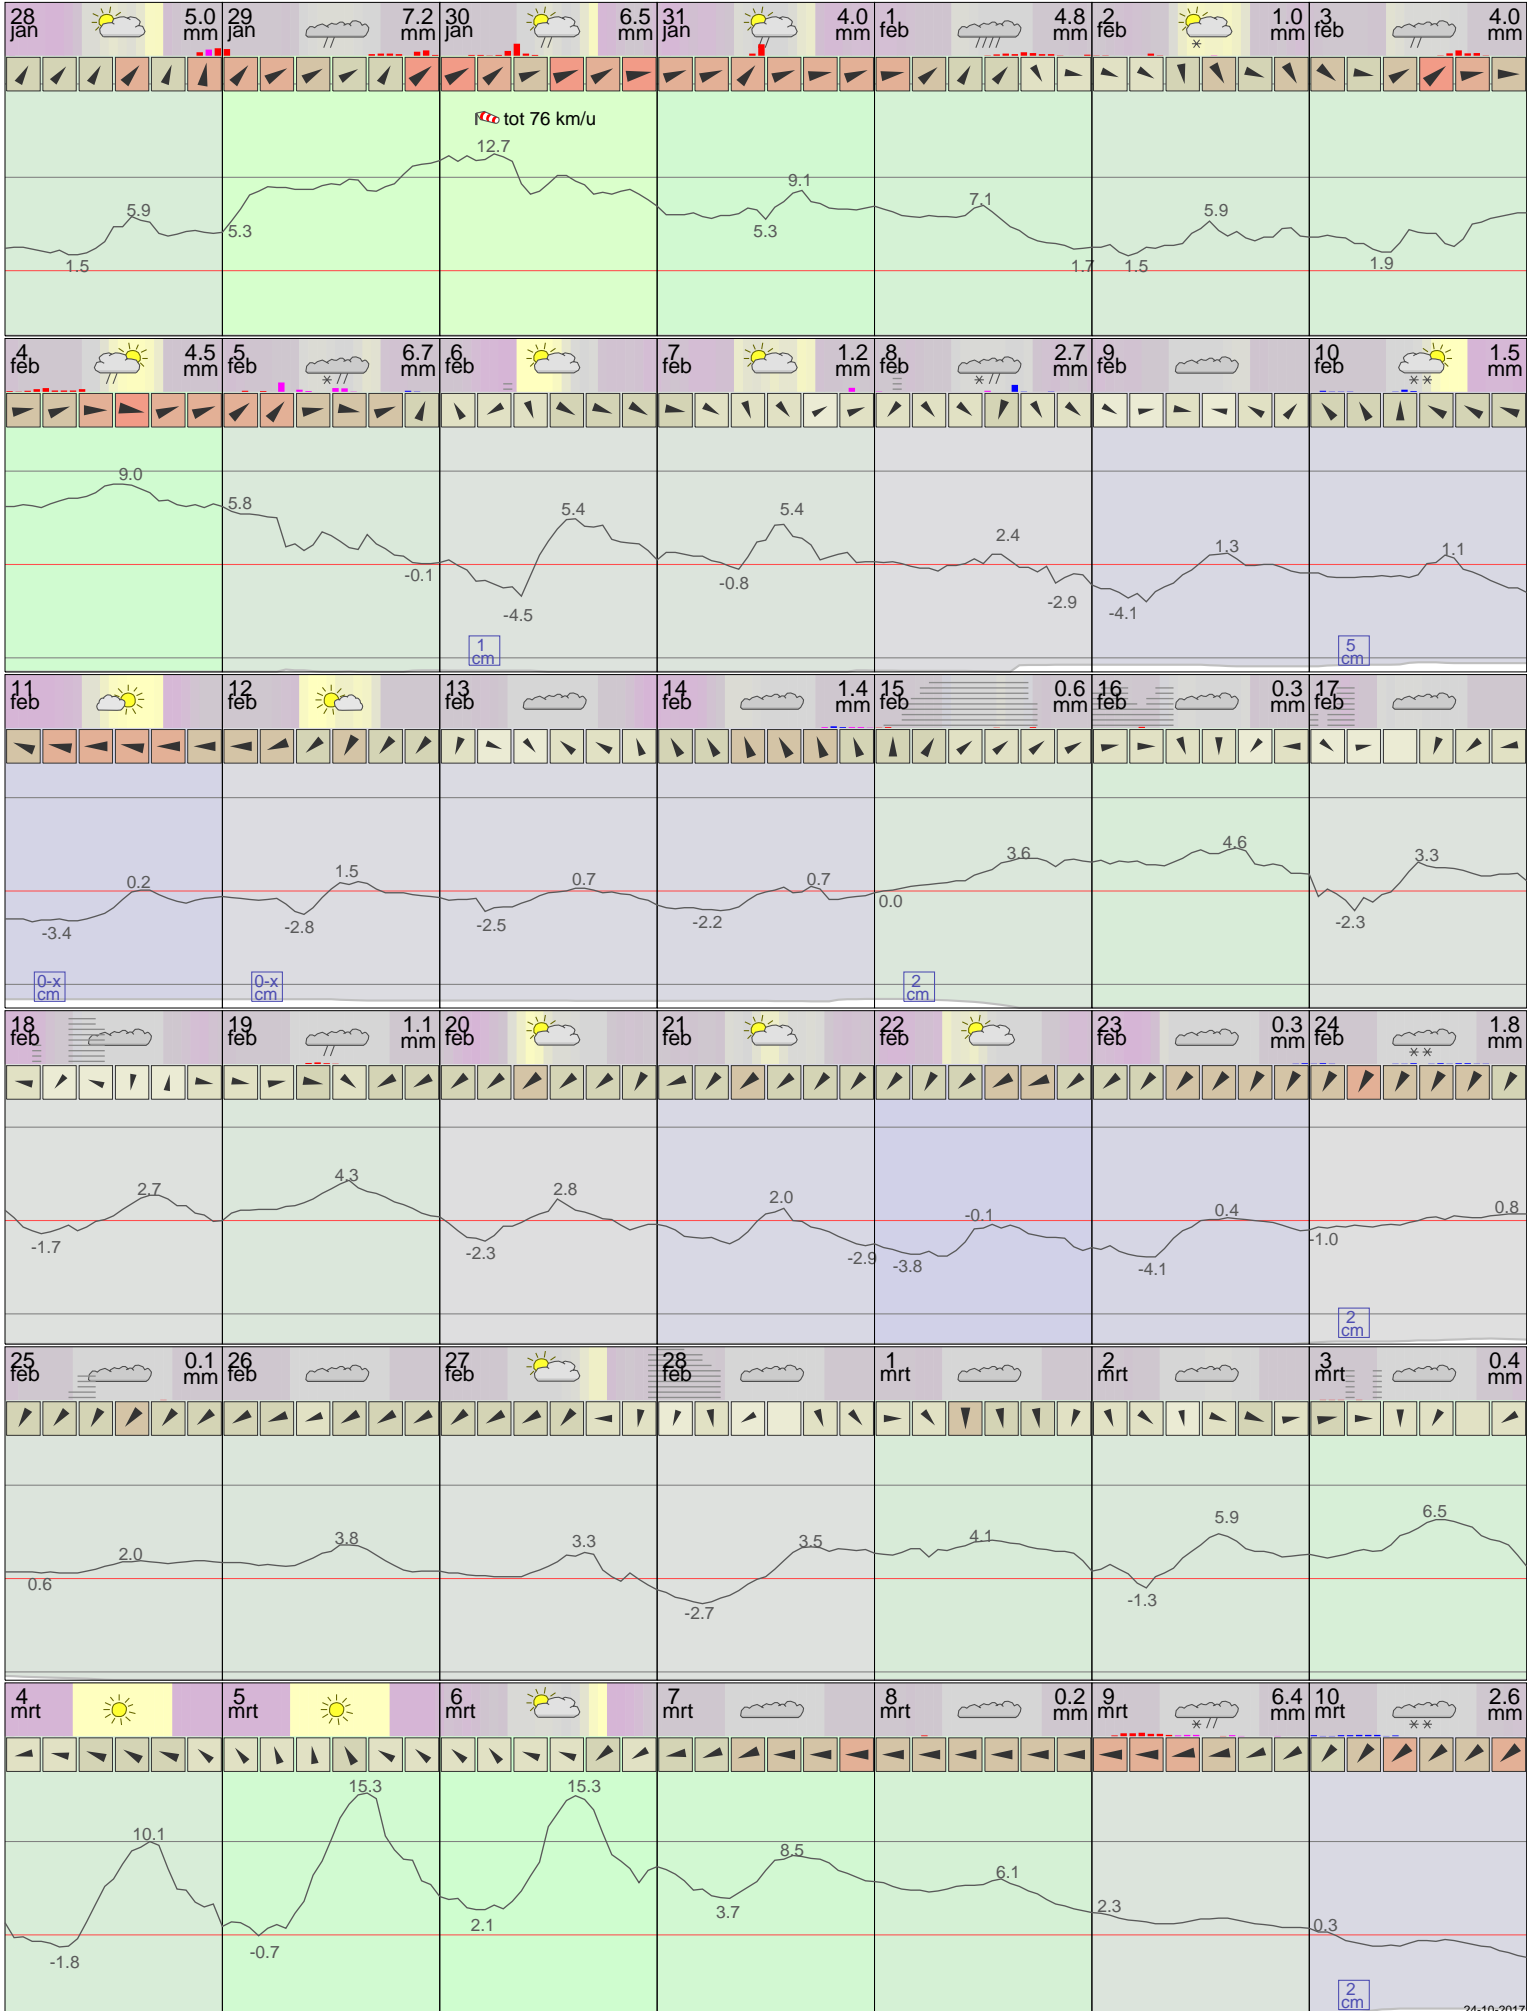 28 jan 5.0 mm
29 jan 7.2 mm
30 jan 6.5 mm
31 jan 4.0 mm
1 feb 4.8 mm
2 feb 1.0 mm
3 feb 4.0 mm
tot 76 km/u
5.9
1.5
5.3
12.7
9.1
5.3
7.1
1.7
5.9
1.5
1.9
4 feb 4.5 mm
5 feb 6.7 mm
6 feb
7 feb 1.2 mm
8 feb 2.7 mm
9 feb
10 feb 1.5 mm
9.0
5.8
-0.1
5.4
-4.5
5.4
-0.8
2.4
-2.9
1.3
-4.1
1.1
1 cm
5 cm
11 feb
12 feb
13 feb
14 feb 1.4 mm
15 feb 0.6 mm
16 feb 0.3 mm
17 feb
0.2
-3.4
1.5
-2.8
0.7
-2.5
0.7
-2.2
3.6
0.0
4.6
3.3
-2.3
0-x cm
0-x cm
2 cm
18 feb
19 feb 1.1 mm
20 feb
21 feb
22 feb
23 feb 0.3 mm
24 feb 1.8 mm
2.7
-1.7
4.3
2.8
-2.3
2.0
-2.9
-0.1
-3.8
0.4
-4.1
0.8
-1.0
2 cm
25 feb 0.1 mm
26 feb
27 feb
28 feb
1 mrt
2 mrt
3 mrt 0.4 mm
2.0
0.6
3.8
3.3
3.5
-2.7
4.1
5.9
-1.3
6.5
4 mrt
5 mrt
6 mrt
7 mrt
8 mrt 0.2 mm
9 mrt 6.4 mm
10 mrt 2.6 mm
10.1
-1.8
15.3
-0.7
15.3
2.1
8.5
3.7
6.1
2.3
0.3
2 cm
24-10-2017